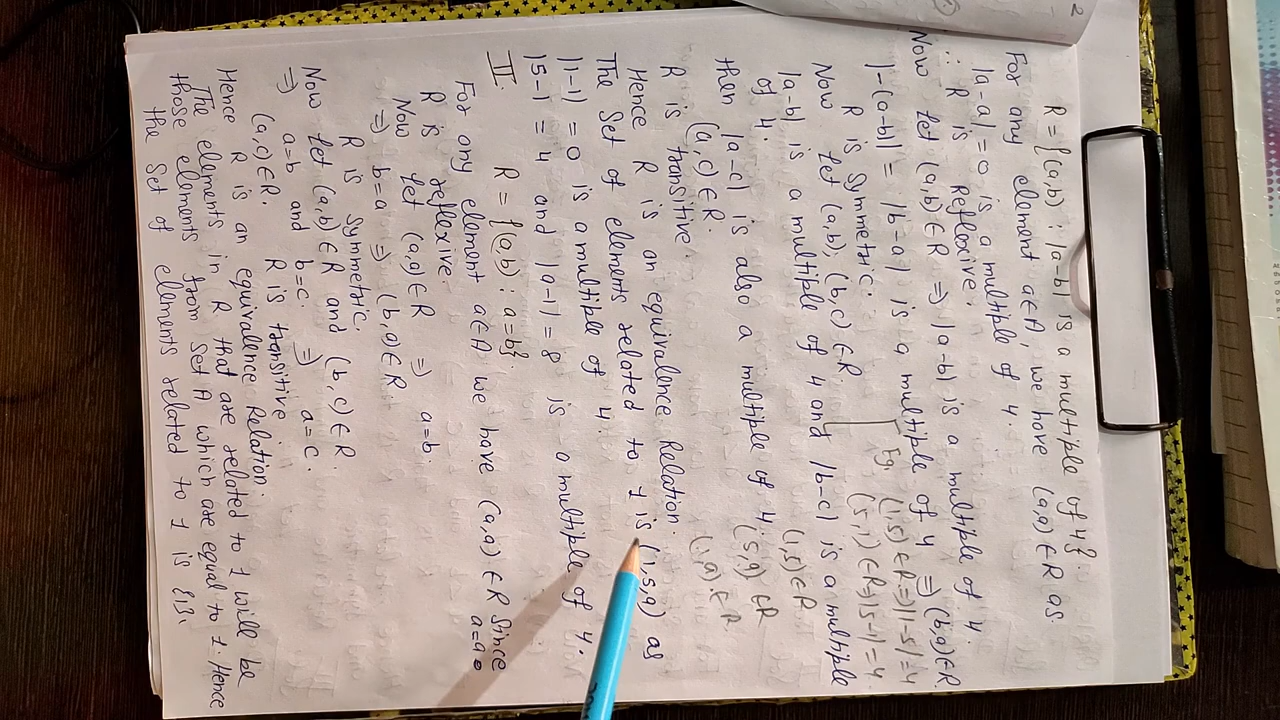 2
R = {(a,b) : |a-b| is a multiple of 4}.
For any element a∈A, we have (a,a) ∈ R as
|a-a| = 0 is a multiple of 4.
∴ R is Reflexive.
Now let (a,b) ∈ R ⇒ |a-b| is a multiple of 4.
|-(a-b)| = |b-a| is a multiple of 4 ⇒ (b,a) ∈ R.
R is Symmetric. Eg. (1,5) ∈ R ⇒ |1-5| = 4
(5,1) ∈ R ⇒ |5-1| = 4
Now let (a,b), (b,c) ∈ R.
|a-b| is a multiple of 4 and |b-c| is a multiple
of 4. (1,5) ∈ R
then |a-c| is also a multiple of 4. (5,9) ∈ R
(a,c) ∈ R. (1,9) ∈ R
R is transitive.
Hence R is an equivalence Relation.
The Set of elements related to 1 is (1,5,9) as
|1-1| = 0 is a multiple of 4.
|5-1| = 4 and |9-1| = 8 is a multiple of 4.
II. R = {(a,b) : a=b}.
For any element a∈A we have (a,a) ∈ R since
R is reflexive. a=a.
Now let (a,a) ∈ R ⇒ a=b.
⇒ b=a ⇒ (b,a) ∈ R.
R is Symmetric.
Now let (a,b) ∈ R and (b,c) ∈ R.
⇒ a=b and b=c. ⇒ a=c.
(a,c) ∈ R. R is transitive
Hence R is an equivalence Relation.
The elements in R that are related to 1 will be
those elements from Set A which are equal to 1. Hence
the Set of elements related to 1 is {1}.